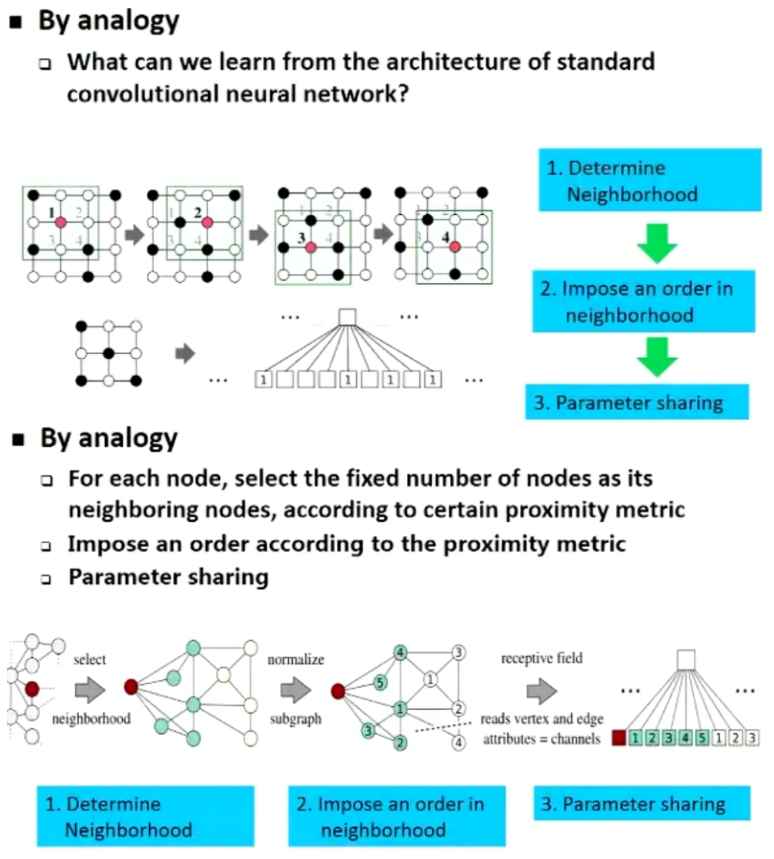 By analogy
What can we learn from the architecture of standard
convolutional neural network?
1 2
3 4
1 2
3 4
1 2
3 4
1 2
3 4
1. Determine
Neighborhood
2. Impose an order in
neighborhood
3. Parameter sharing
... ...
... 1 1 1 1 ...
By analogy
For each node, select the fixed number of nodes as its
neighboring nodes, according to certain proximity metric
Impose an order according to the proximity metric
Parameter sharing
select
neighborhood
normalize
subgraph
4 3
5 1
1 2
3
2 4
receptive field
reads vertex and edge
attributes = channels
... ...
1 2 3 4 5 1 2 3
1. Determine
Neighborhood
2. Impose an order in
neighborhood
3. Parameter sharing